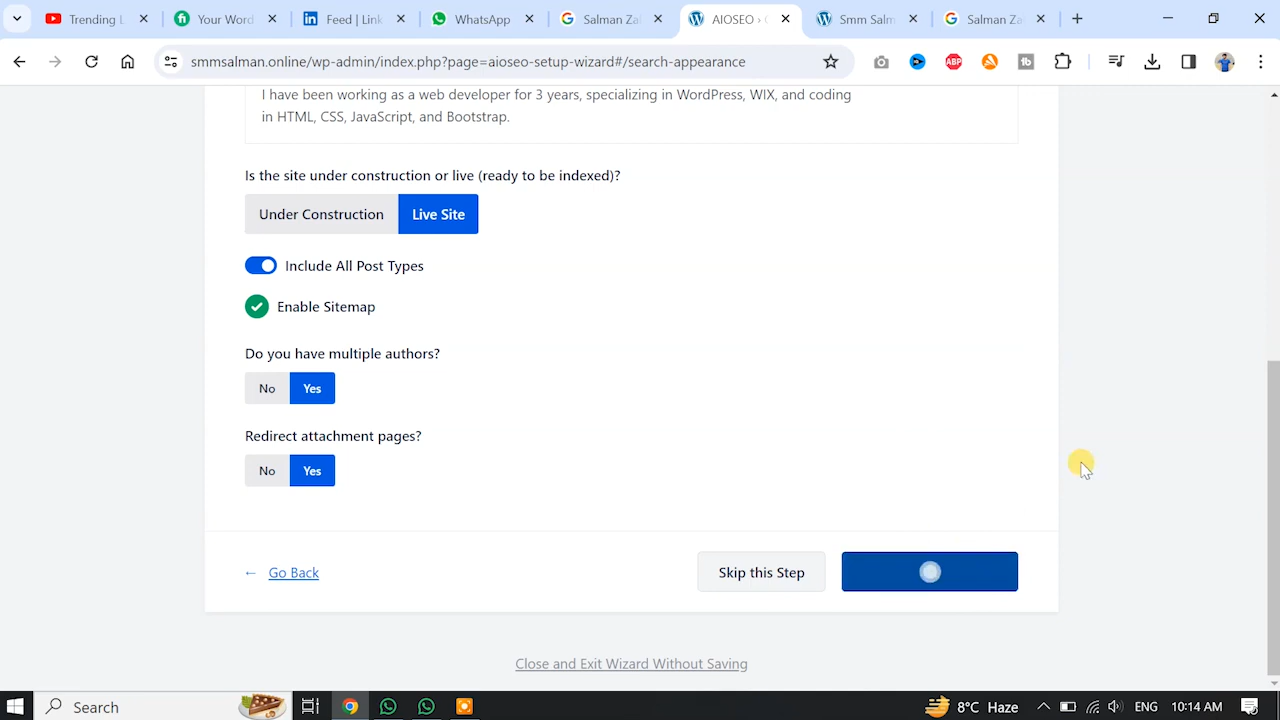 Trending L
Your Word
Feed | Link
WhatsApp
Salman Za
AIOSEO ›
Smm Salm
Salman Za
smmsalman.online/wp-admin/index.php?page=aioseo-setup-wizard#/search-appearance
ABP
I have been working as a web developer for 3 years, specializing in WordPress, WIX, and coding
in HTML, CSS, JavaScript, and Bootstrap.
Is the site under construction or live (ready to be indexed)?
Under Construction
Live Site
Include All Post Types
Enable Sitemap
Do you have multiple authors?
No
Yes
Redirect attachment pages?
No
Yes
← Go Back
Skip this Step
Close and Exit Wizard Without Saving
Search
8°C Haze
ENG
10:14 AM